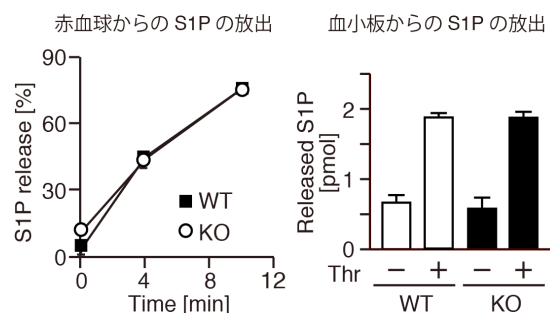 赤血球からの S1P の放出
S1P release [%]
90
60
30
0
WT
KO
0 4 8 12
Time [min]
血小板からの S1P の放出
Released S1P
[pmol]
2
1
0
Thr − + − +
WT KO